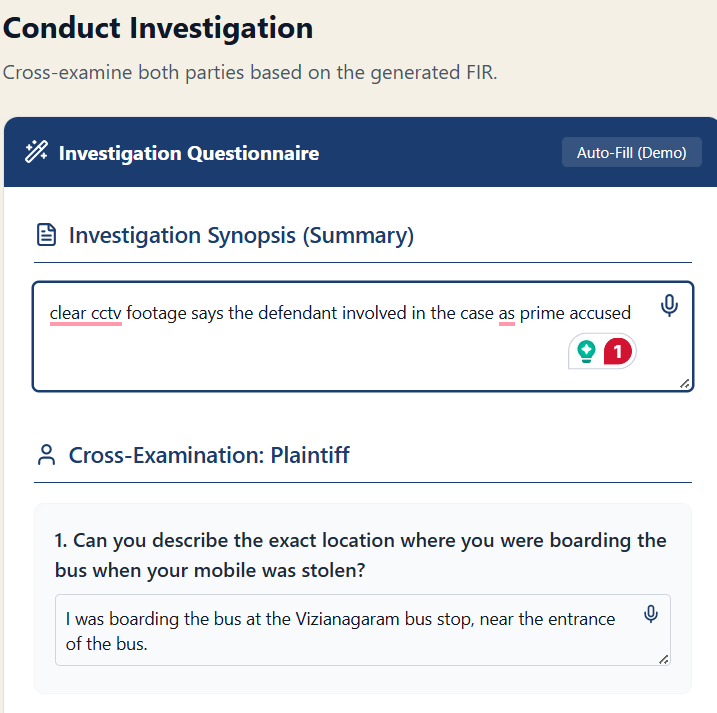 Conduct Investigation
Cross-examine both parties based on the generated FIR.
Investigation Questionnaire
Auto-Fill (Demo)
Investigation Synopsis (Summary)
clear cctv footage says the defendant involved in the case as prime accused
1
Cross-Examination: Plaintiff
1. Can you describe the exact location where you were boarding the
bus when your mobile was stolen?
I was boarding the bus at the Vizianagaram bus stop, near the entrance
of the bus.